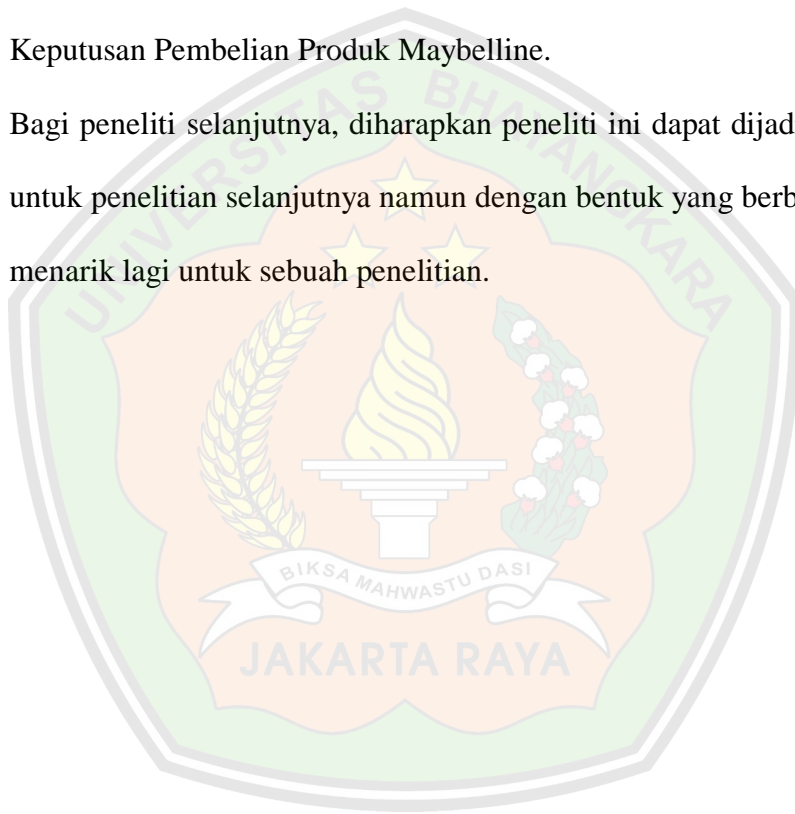 Keputusan Pembelian Produk Maybelline.
Bagi peneliti selanjutnya, diharapkan peneliti ini dapat dijad
untuk penelitian selanjutnya namun dengan bentuk yang berb
menarik lagi untuk sebuah penelitian.
UNIVERSITAS BHAYANGKARA
BIKSA MAHWASTU DASI
JAKARTA RAYA